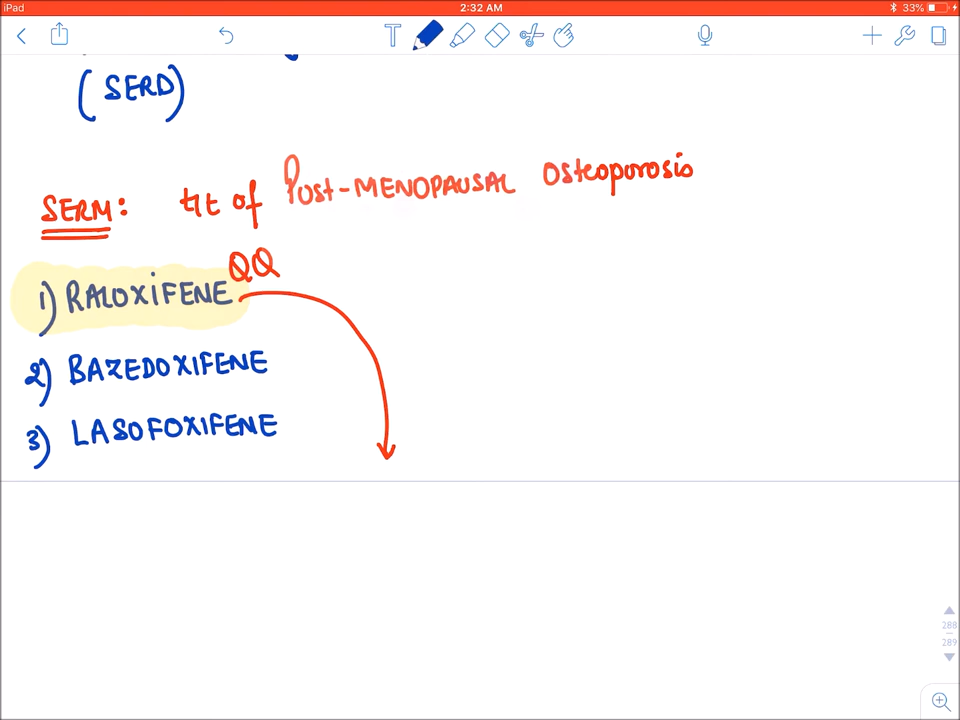 iPad 2:32 AM 33%
T
(SERD)
SERM: ttt of Post-MENOPAUSAL Osteoporosis
QQ
1) RALOXIFENE
2) BAZEDOXIFENE
3) LASOFOXIFENE
288
289